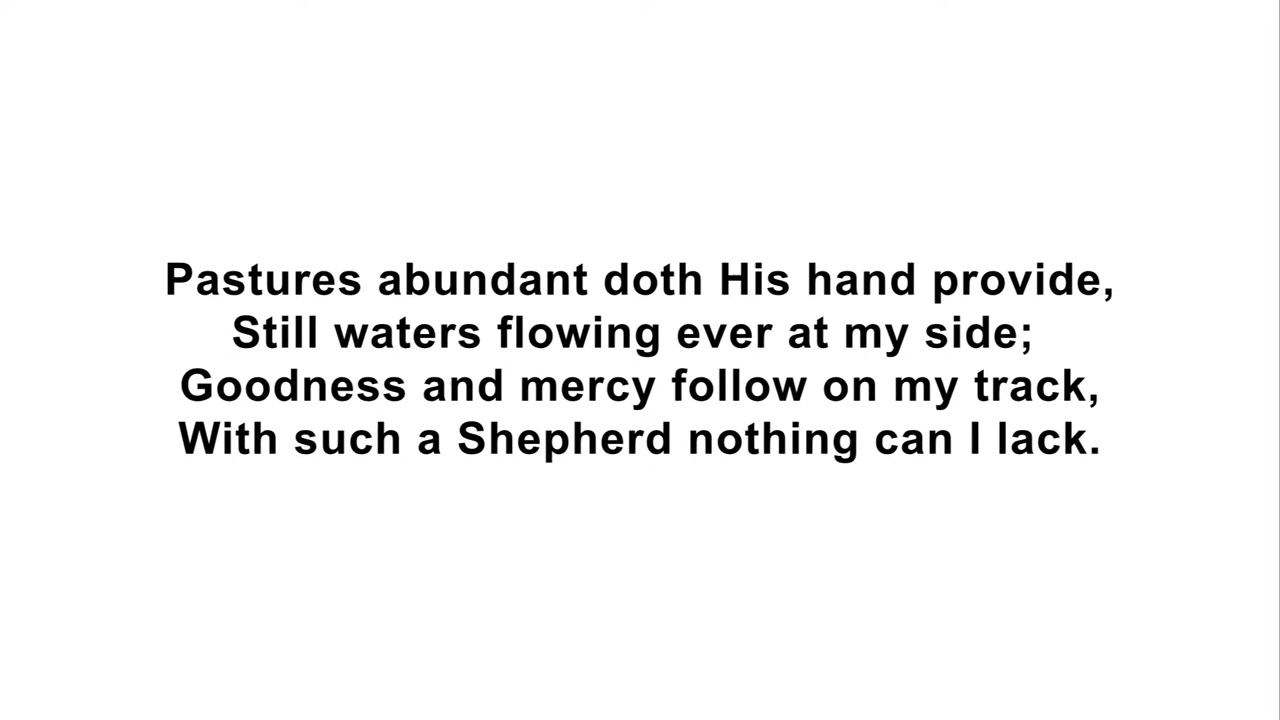 Pastures abundant doth His hand provide,
Still waters flowing ever at my side;
Goodness and mercy follow on my track,
With such a Shepherd nothing can I lack.